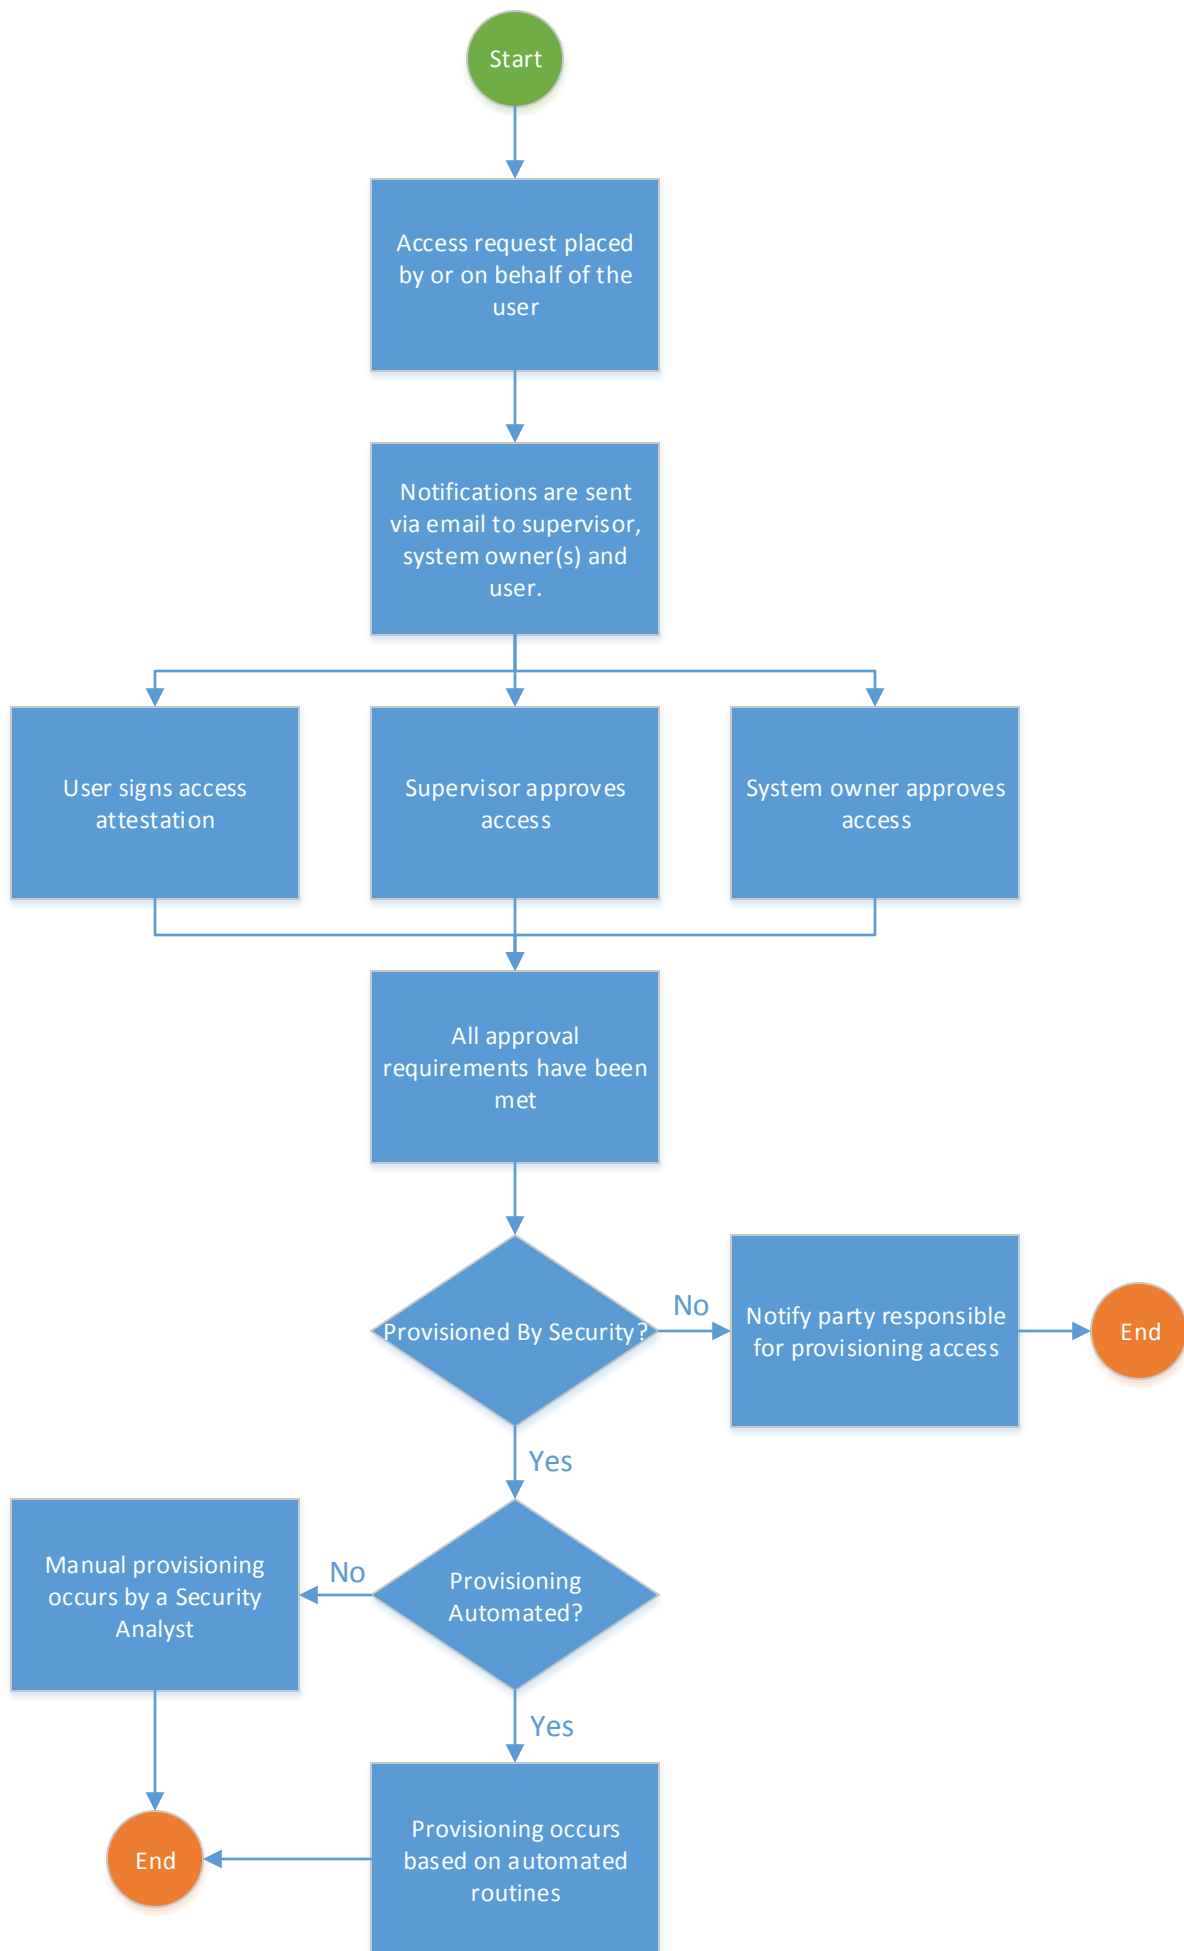 Start
Access request placed
by or on behalf of the
user
Notifications are sent
via email to supervisor,
system owner(s) and
user.
User signs access
attestation
Supervisor approves
access
System owner approves
access
All approval
requirements have been
met
Provisioned By Security?
No
Notify party responsible
for provisioning access
End
Yes
Manual provisioning
occurs by a Security
Analyst
No
Provisioning
Automated?
Yes
Provisioning occurs
based on automated
routines
End